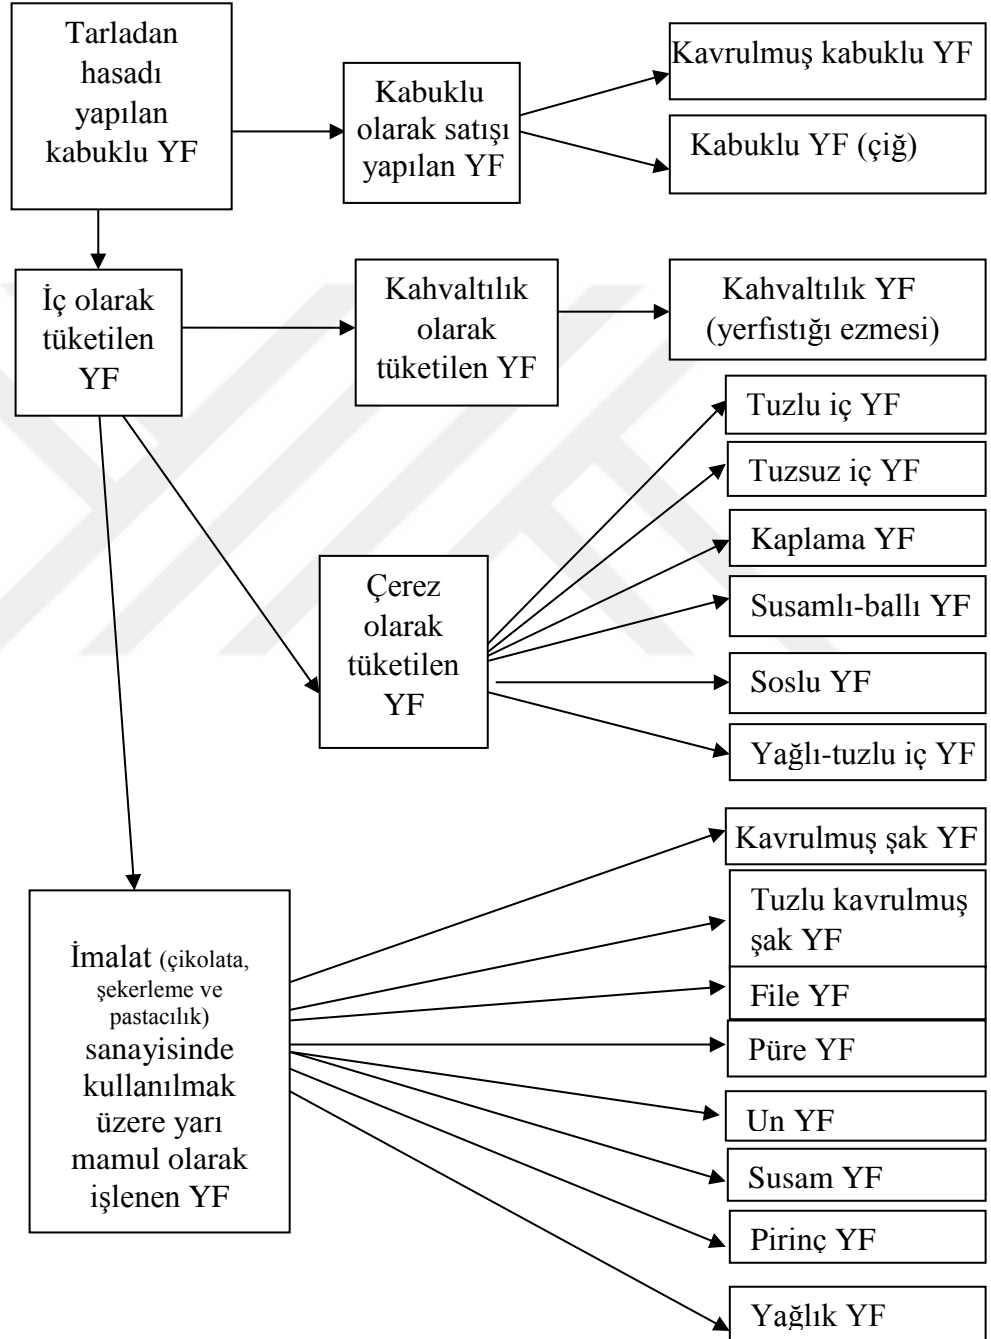 Tarladan
hasadı
yapılan
kabuklu YF
Kabuklu
olarak satışı
yapılan YF
Kavrulmuş kabuklu YF
Kabuklu YF (çiğ)
İç olarak
tüketilen
YF
Kahvaltılık
olarak
tüketilen YF
Kahvaltılık YF
(yerfıstığı ezmesi)
Çerez
olarak
tüketilen
YF
Tuzlu iç YF
Tuzsuz iç YF
Kaplama YF
Susamlı-ballı YF
Soslu YF
Yağlı-tuzlu iç YF
İmalat (çikolata,
şekerleme ve
pastacılık)
sanayisinde
kullanılmak
üzere yarı
mamul olarak
işlenen YF
Kavrulmuş şak YF
Tuzlu kavrulmuş
şak YF
File YF
Püre YF
Un YF
Susam YF
Pirinç YF
Yağlık YF